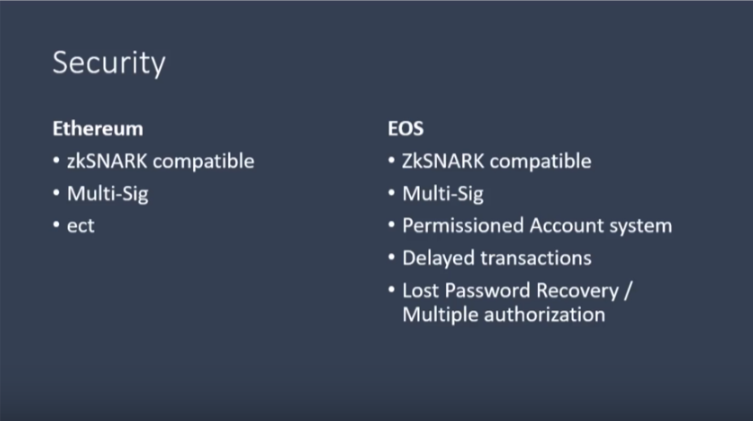 Security
Ethereum
• zkSNARK compatible
• Multi-Sig
• ect
EOS
• ZkSNARK compatible
• Multi-Sig
• Permissioned Account system
• Delayed transactions
• Lost Password Recovery /
Multiple authorization